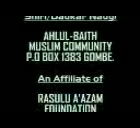 AHLUL-BAITH
MUSLIM COMMUNITY
P.O BOX 1383 GOMBE.
An Affiliate of
RASULU A'AZAM
FOUNDATION